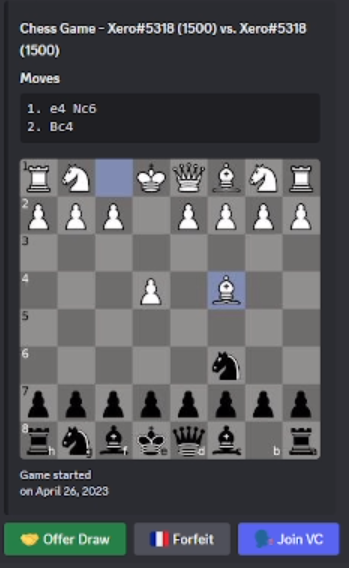 Chess Game - Xero#5318 (1500) vs. Xero#5318
(1500)
Moves
1. e4 Nc6
2. Bc4
1
2
3
4
5
6
7
8
h g f e d b a
Game started
on April 26, 2023
Offer Draw Forfeit Join VC